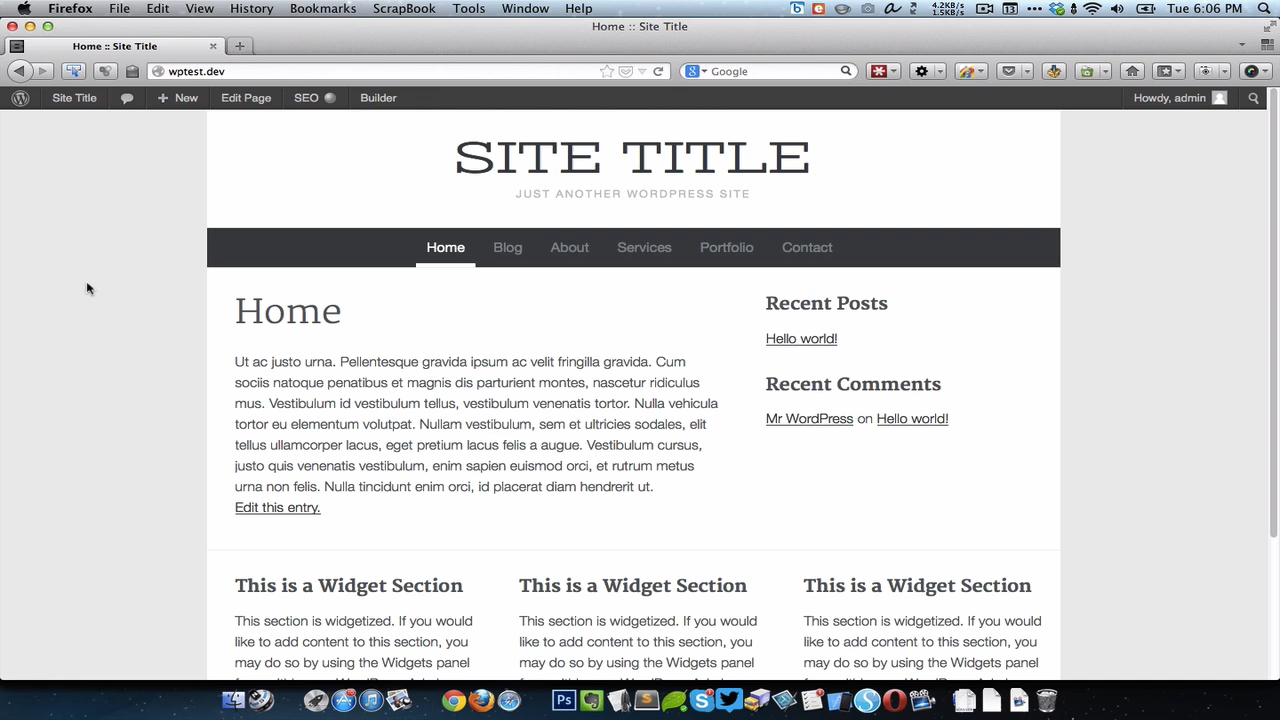 Firefox File Edit View History Bookmarks ScrapBook Tools Window Help
4.2KB/s
1.5KB/s
13
Tue 6:06 PM
Home :: Site Title
Home :: Site Title
wptest.dev
Google
Site Title
New
Edit Page
SEO
Builder
Howdy, admin
SITE TITLE
JUST ANOTHER WORDPRESS SITE
Home Blog About Services Portfolio Contact
Home
Ut ac justo urna. Pellentesque gravida ipsum ac velit fringilla gravida. Cum
sociis natoque penatibus et magnis dis parturient montes, nascetur ridiculus
mus. Vestibulum id vestibulum tellus, vestibulum venenatis tortor. Nulla vehicula
tortor eu elementum volutpat. Nullam vestibulum, sem et ultricies sodales, elit
tellus ullamcorper lacus, eget pretium lacus felis a augue. Vestibulum cursus,
justo quis venenatis vestibulum, enim sapien euismod orci, et rutrum metus
urna non felis. Nulla tincidunt enim orci, id placerat diam hendrerit ut.
Edit this entry.
Recent Posts
Hello world!
Recent Comments
Mr WordPress on Hello world!
This is a Widget Section
This section is widgetized. If you would
like to add content to this section, you
may do so by using the Widgets panel
This is a Widget Section
This section is widgetized. If you would
like to add content to this section, you
may do so by using the Widgets panel
This is a Widget Section
This section is widgetized. If you would
like to add content to this section, you
may do so by using the Widgets panel
Ps